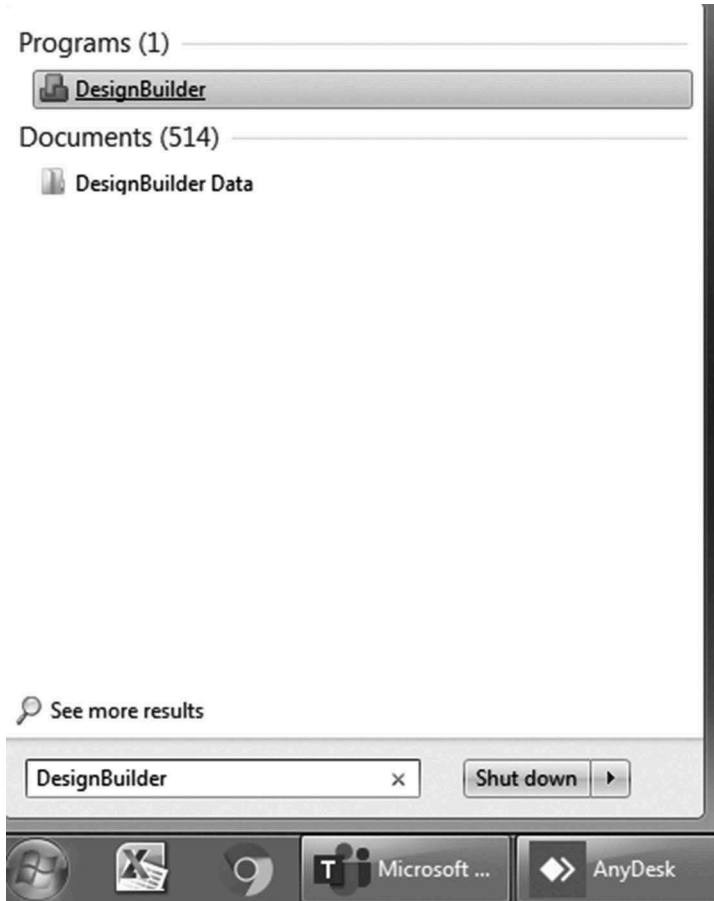 Programs (1)
DesignBuilder
Documents (514)
DesignBuilder Data
See more results
DesignBuilder
Shut down
T
Microsoft ...
AnyDesk